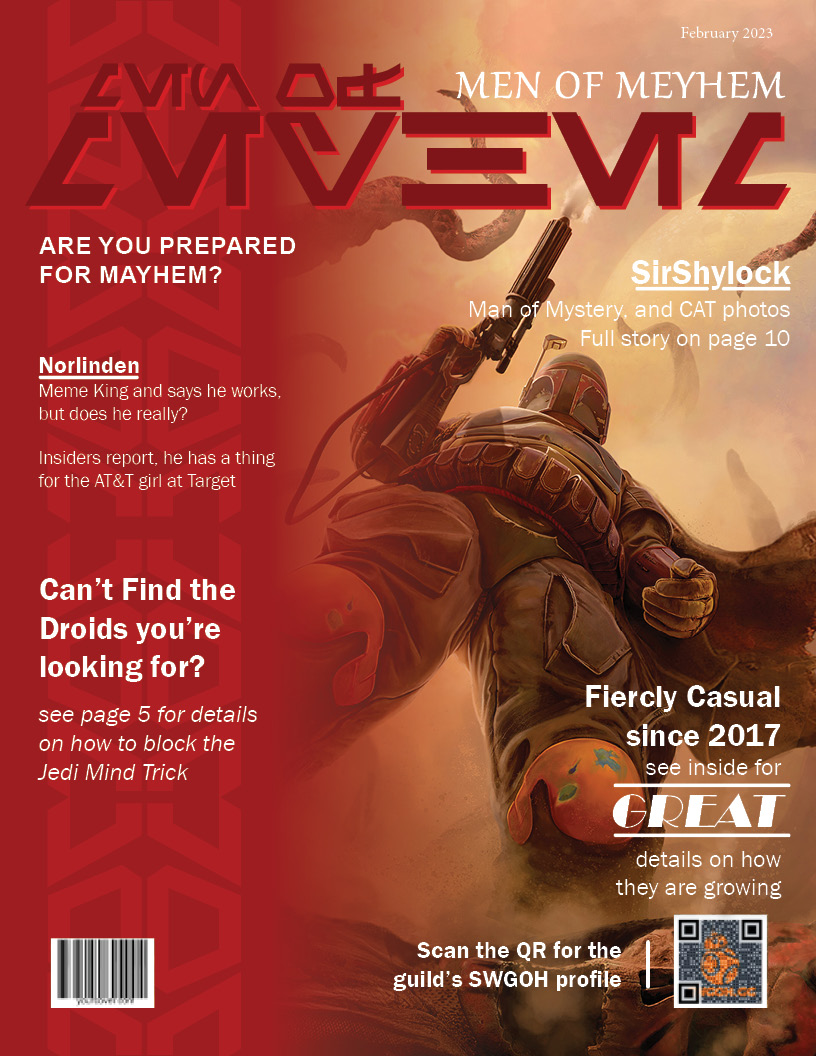 February 2023
MEN OF MEYHEM
ARE YOU PREPARED
FOR MAYHEM?
SirShylock
Man of Mystery, and CAT photos
Full story on page 10
Norlinden
Meme King and says he works,
but does he really?
Insiders report, he has a thing
for the AT&T girl at Target
Can’t Find the
Droids you’re
looking for?
see page 5 for details
on how to block the
Jedi Mind Trick
Fiercly Casual
since 2017
see inside for
GREAT
details on how
they are growing
Scan the QR for the
guild’s SWGOH profile
yourcover.com